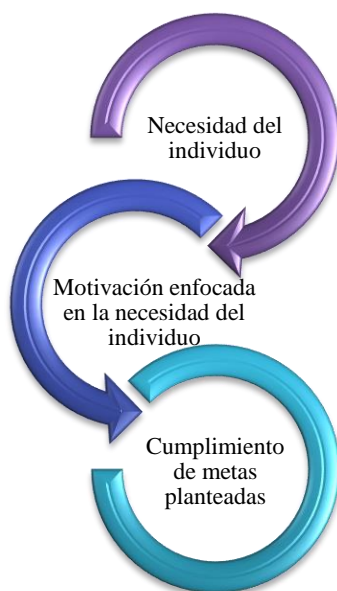 Necesidad del
individuo
Motivación enfocada
en la necesidad del
individuo
Cumplimiento
de metas
planteadas